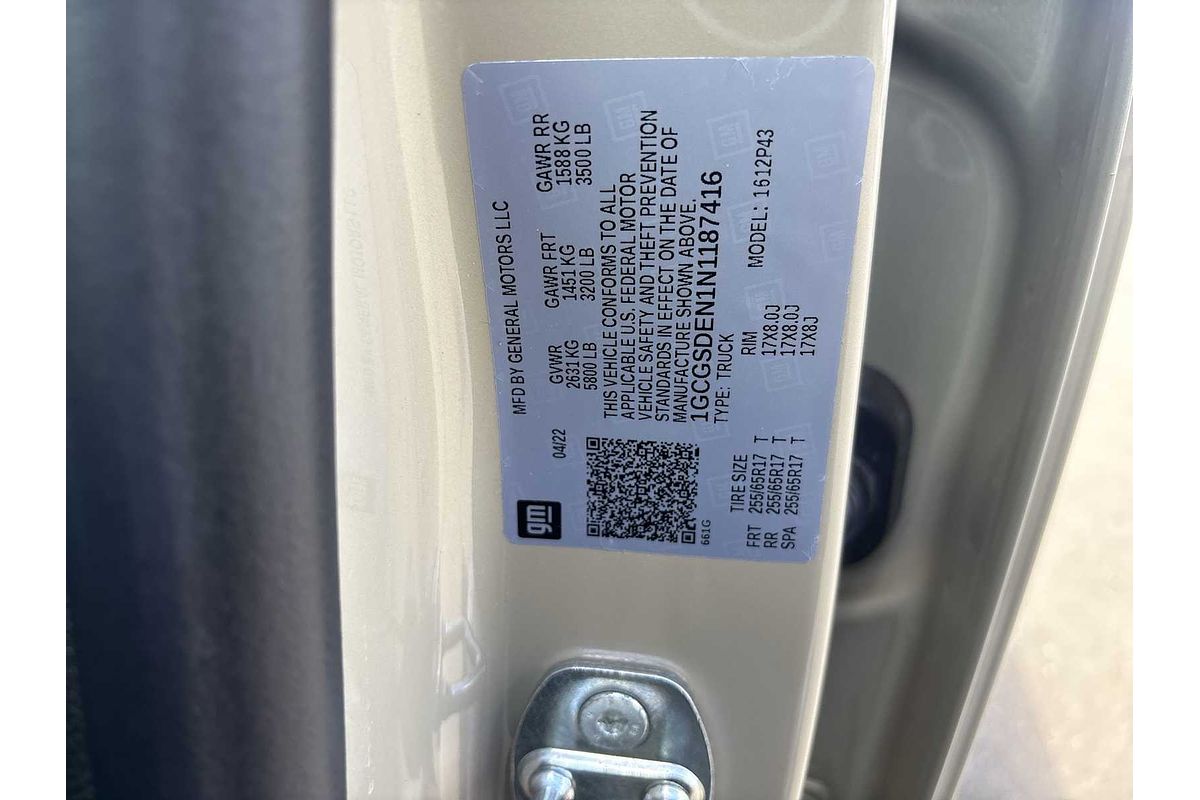 gm
MFD BY GENERAL MOTORS LLC
04/22
GVWR GAWR FRT GAWR RR
2631 KG 1451 KG 1588 KG
5800 LB 3200 LB 3500 LB
THIS VEHICLE CONFORMS TO ALL
APPLICABLE U.S. FEDERAL MOTOR
VEHICLE SAFETY AND THEFT PREVENTION
STANDARDS IN EFFECT ON THE DATE OF
MANUFACTURE SHOWN ABOVE.
1GCGSDEN1N1187416
661G
TYPE: TRUCK MODEL: 1612P43
TIRE SIZE RIM
FRT 255/65R17 T 17X8.0J
RR 255/65R17 T 17X8.0J
SPA 255/65R17 T 17X8J